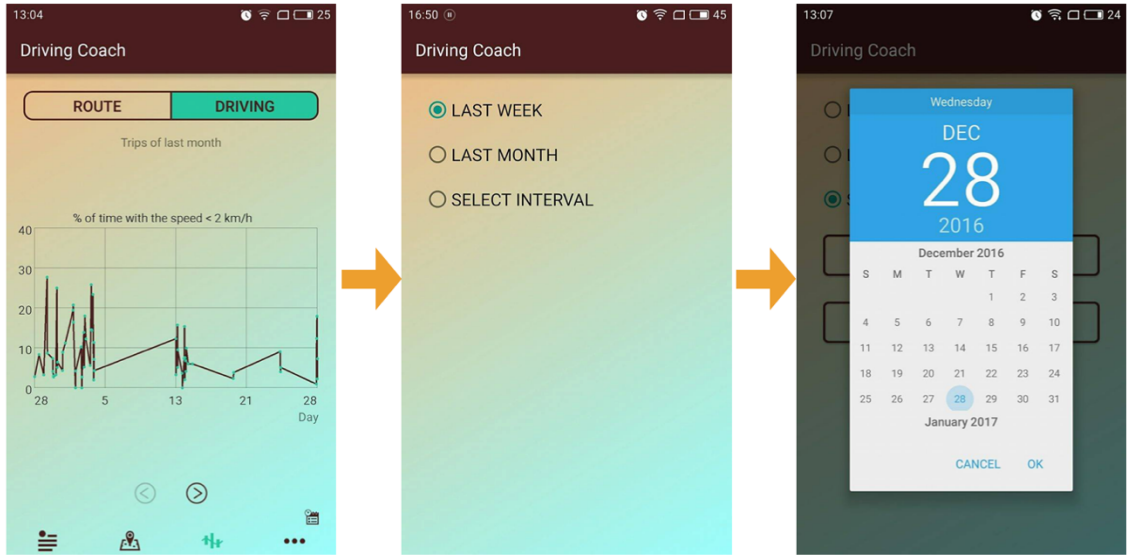 13:04
25
Driving Coach
ROUTE
DRIVING
Trips of last month
% of time with the speed < 2 km/h
40
30
20
10
0
28 5 13 21 28
Day
16:50
45
Driving Coach
LAST WEEK
LAST MONTH
SELECT INTERVAL
13:07
24
Driving Coach
Wednesday
DEC
28
2016
December 2016
S M T W T F S
1 2 3
4 5 6 7 8 9 10
11 12 13 14 15 16 17
18 19 20 21 22 23 24
25 26 27 28 29 30 31
January 2017
CANCEL OK